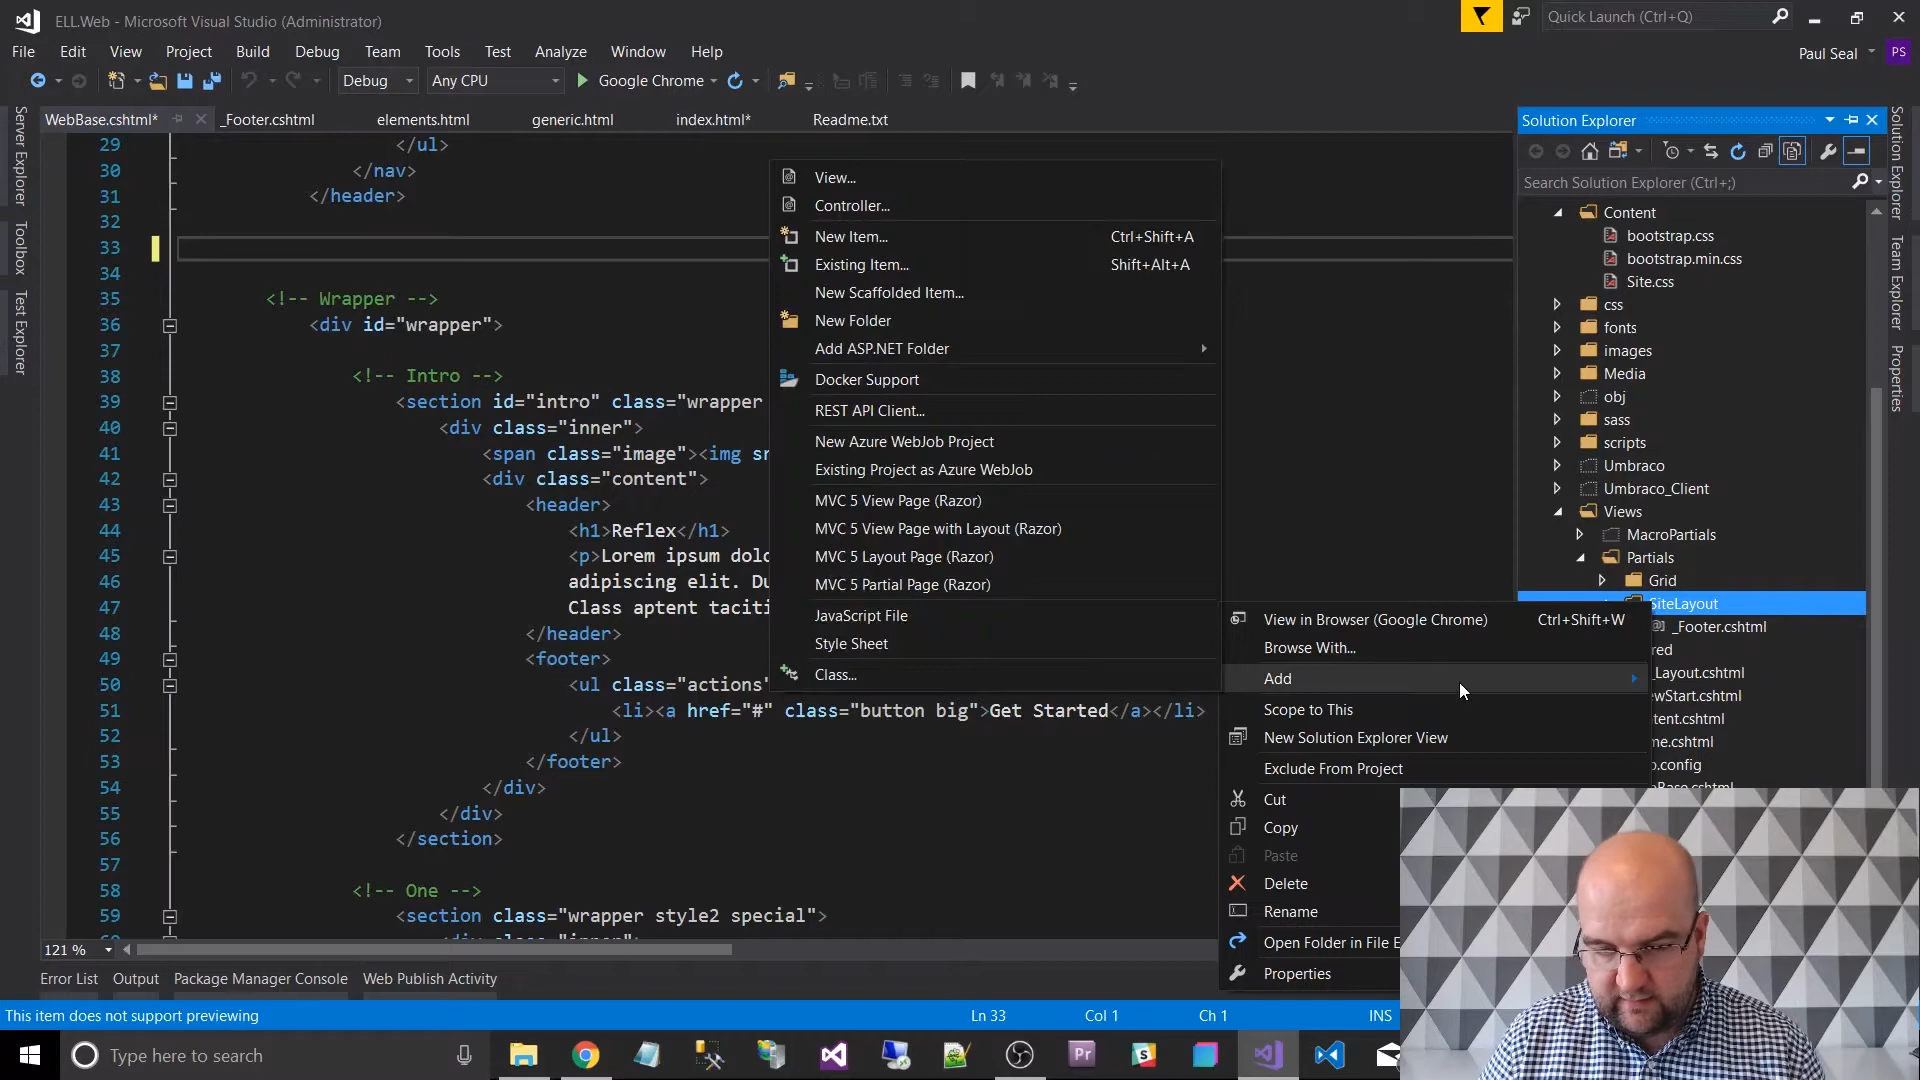 ELL.Web - Microsoft Visual Studio (Administrator)
Quick Launch (Ctrl+Q)
File Edit View Project Build Debug Team Tools Test Analyze Window Help
Paul Seal PS
Debug Any CPU Google Chrome
WebBase.cshtml* _Footer.cshtml elements.html generic.html index.html* Readme.txt
Server Explorer
Toolbox
Test Explorer
29 </ul>
30 </nav>
31 </header>
32
33
34
35 <!-- Wrapper -->
36 <div id="wrapper">
37
38 <!-- Intro -->
39 <section id="intro" class="wrapper
40 <div class="inner">
41 <span class="image"><img sr
42 <div class="content">
43 <header>
44 <h1>Reflex</h1>
45 <p>Lorem ipsum dolo
46 adipiscing elit. Du
47 Class aptent taciti
48 </header>
49 <footer>
50 <ul class="actions"
51 <li><a href="#" class="button big">Get Started</a></li>
52 </ul>
53 </footer>
54 </div>
55 </div>
56 </section>
57
58 <!-- One -->
59 <section class="wrapper style2 special">
View...
Controller...
New Item... Ctrl+Shift+A
Existing Item... Shift+Alt+A
New Scaffolded Item...
New Folder
Add ASP.NET Folder
Docker Support
REST API Client...
New Azure WebJob Project
Existing Project as Azure WebJob
MVC 5 View Page (Razor)
MVC 5 View Page with Layout (Razor)
MVC 5 Layout Page (Razor)
MVC 5 Partial Page (Razor)
JavaScript File
Style Sheet
Class...
View in Browser (Google Chrome) Ctrl+Shift+W
Browse With...
Add
Scope to This
New Solution Explorer View
Exclude From Project
Cut
Copy
Paste
Delete
Rename
Open Folder in File E
Properties
Solution Explorer
Search Solution Explorer (Ctrl+;)
Content
bootstrap.css
bootstrap.min.css
Site.css
css
fonts
images
Media
obj
sass
scripts
Umbraco
Umbraco_Client
Views
MacroPartials
Partials
Grid
SiteLayout
_Footer.cshtml
red
_Layout.cshtml
ewStart.cshtml
tent.cshtml
me.cshtml
o.config
Solution Explorer
Team Explorer
Properties
121 %
Error List Output Package Manager Console Web Publish Activity
This item does not support previewing Ln 33 Col 1 Ch 1 INS
Type here to search